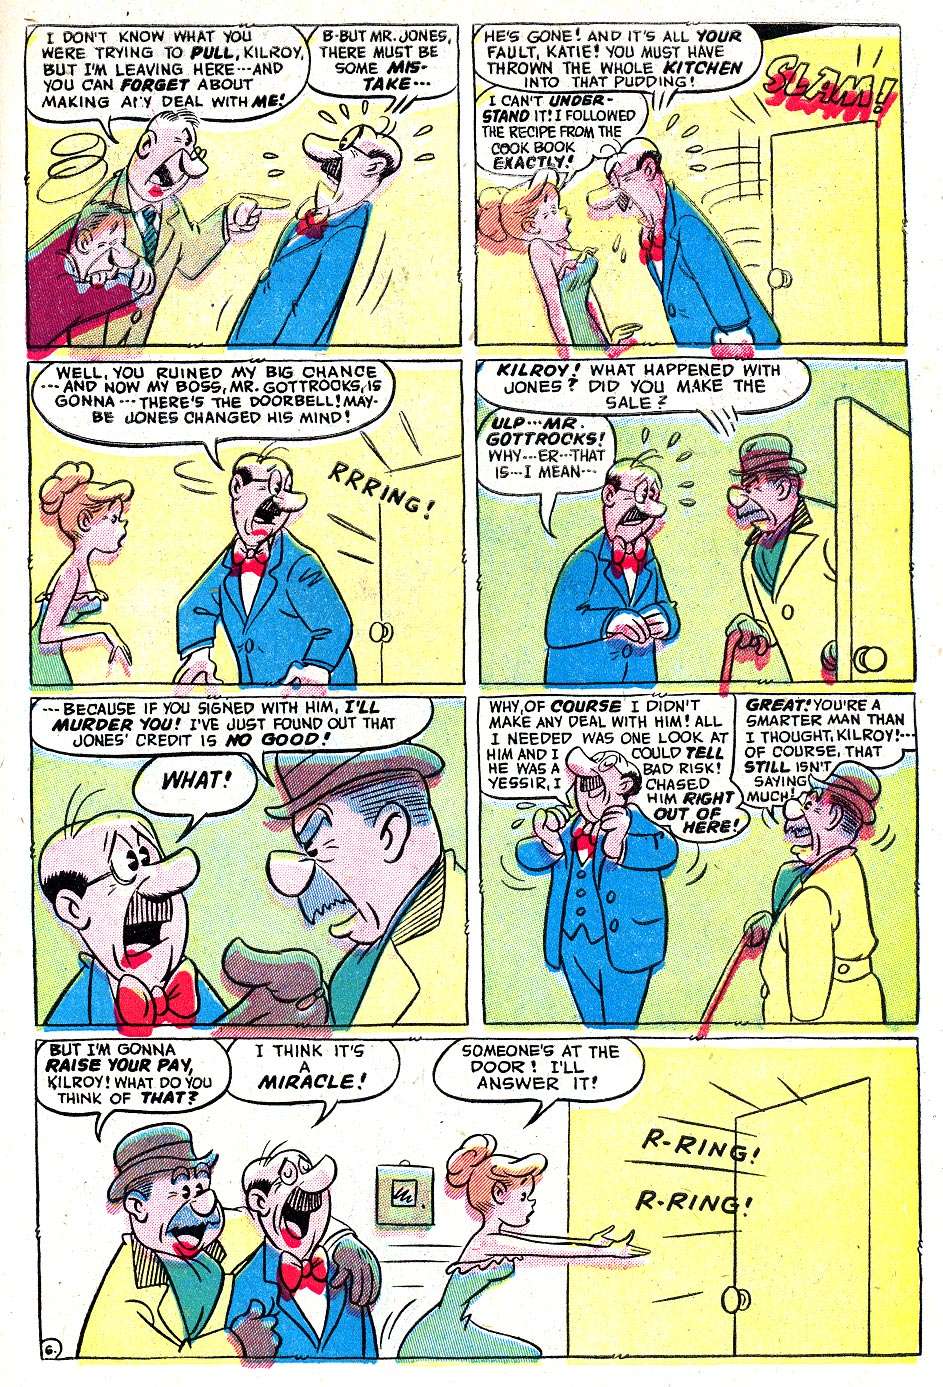 I DON'T KNOW WHAT YOU
WERE TRYING TO PULL, KILROY,
BUT I'M LEAVING HERE---AND
YOU CAN FORGET ABOUT
MAKING ANY DEAL WITH ME!
B-BUT MR. JONES,
THERE MUST BE
SOME MIS-
TAKE---
HE'S GONE! AND IT'S ALL YOUR
FAULT, KATIE! YOU MUST HAVE
THROWN THE WHOLE KITCHEN
INTO THAT PUDDING!
I CAN'T UNDER-
STAND IT! I FOLLOWED
THE RECIPE FROM THE
COOK BOOK
EXACTLY!
SLAM!
WELL, YOU RUINED MY BIG CHANCE
---AND NOW MY BOSS, MR. GOTTROCKS, IS
GONNA---THERE'S THE DOORBELL! MAY-
BE JONES CHANGED HIS MIND!
RRRING!
KILROY! WHAT HAPPENED WITH
JONES? DID YOU MAKE THE
SALE?
ULP---MR.
GOTTROCKS!
WHY---ER--THAT
IS---I MEAN---
---BECAUSE IF YOU SIGNED WITH HIM, I'LL
MURDER YOU! I'VE JUST FOUND OUT THAT
JONES' CREDIT IS NO GOOD!
WHAT!
WHY, OF COURSE I DIDN'T
MAKE ANY DEAL WITH HIM! ALL
I NEEDED WAS ONE LOOK AT
HIM AND I COULD TELL
HE WAS A BAD RISK!
YESSIR, I CHASED
HIM RIGHT
OUT OF
HERE!
GREAT! YOU'RE A
SMARTER MAN THAN
I THOUGHT, KILROY!---
OF COURSE, THAT
STILL ISN'T
SAYING
MUCH!
BUT I'M GONNA
RAISE YOUR PAY,
KILROY! WHAT DO YOU
THINK OF THAT?
I THINK IT'S
A
MIRACLE!
SOMEONE'S AT THE
DOOR! I'LL
ANSWER IT!
R-RING!
R-RING!
6.